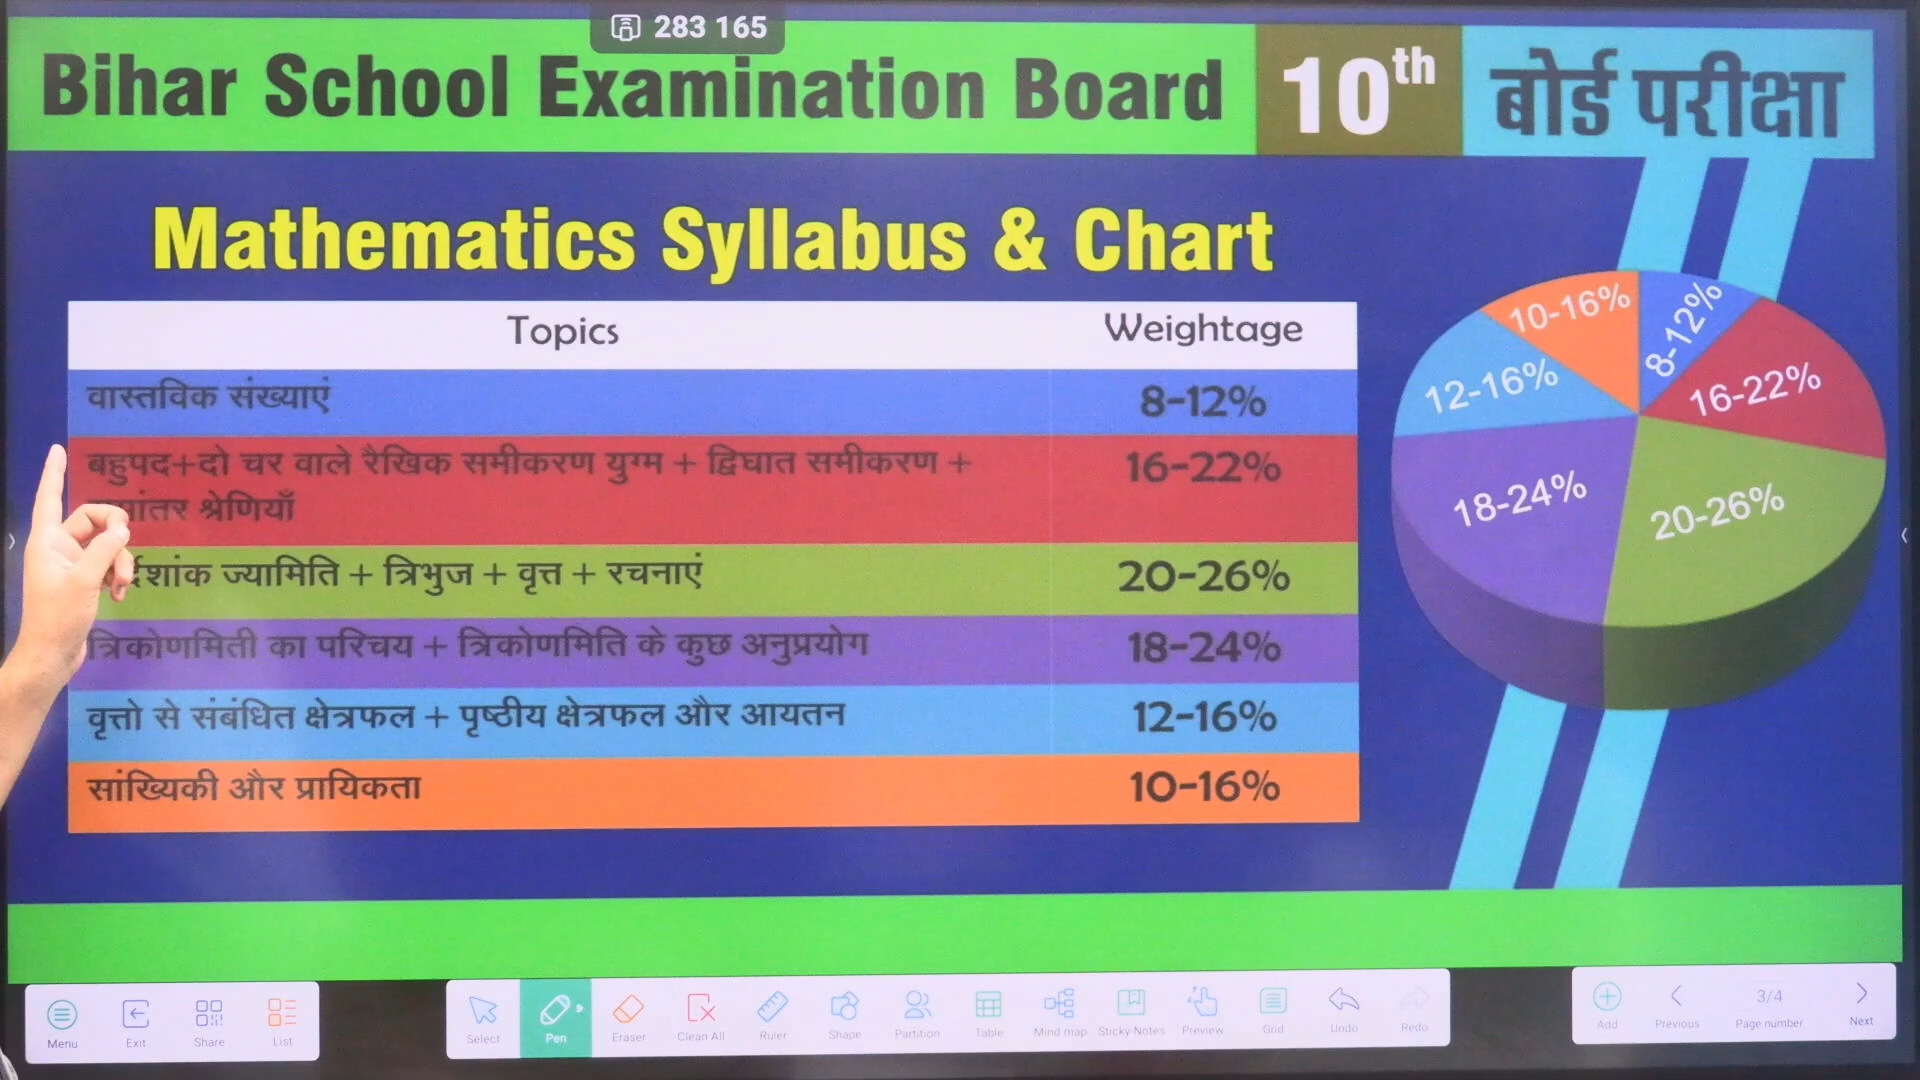 283 165
Bihar School Examination Board 10th बोर्ड परीक्षा
Mathematics Syllabus & Chart
Topics Weightage
वास्तविक संख्याएं 8-12%
बहुपद+दो चर वाले रैखिक समीकरण युग्म + द्विघात समीकरण + 16-22%
श्रेणियाँ
ज्यामिति + त्रिभुज + वृत्त + रचनाएं 20-26%
त्रिकोणमिती का परिचय + त्रिकोणमिति के कुछ अनुप्रयोग 18-24%
वृत्तो से संबंधित क्षेत्रफल + पृष्ठीय क्षेत्रफल और आयतन 12-16%
सांख्यिकी और प्रायिकता 10-16%
10-16%
8-12%
12-16%
16-22%
18-24%
20-26%
Menu Exit Share List
Select Pen Eraser Clean All Ruler Shape Partition Table Mind map Sticky Notes Preview Grid Undo Redo
3/4
Add Previous Page number Next